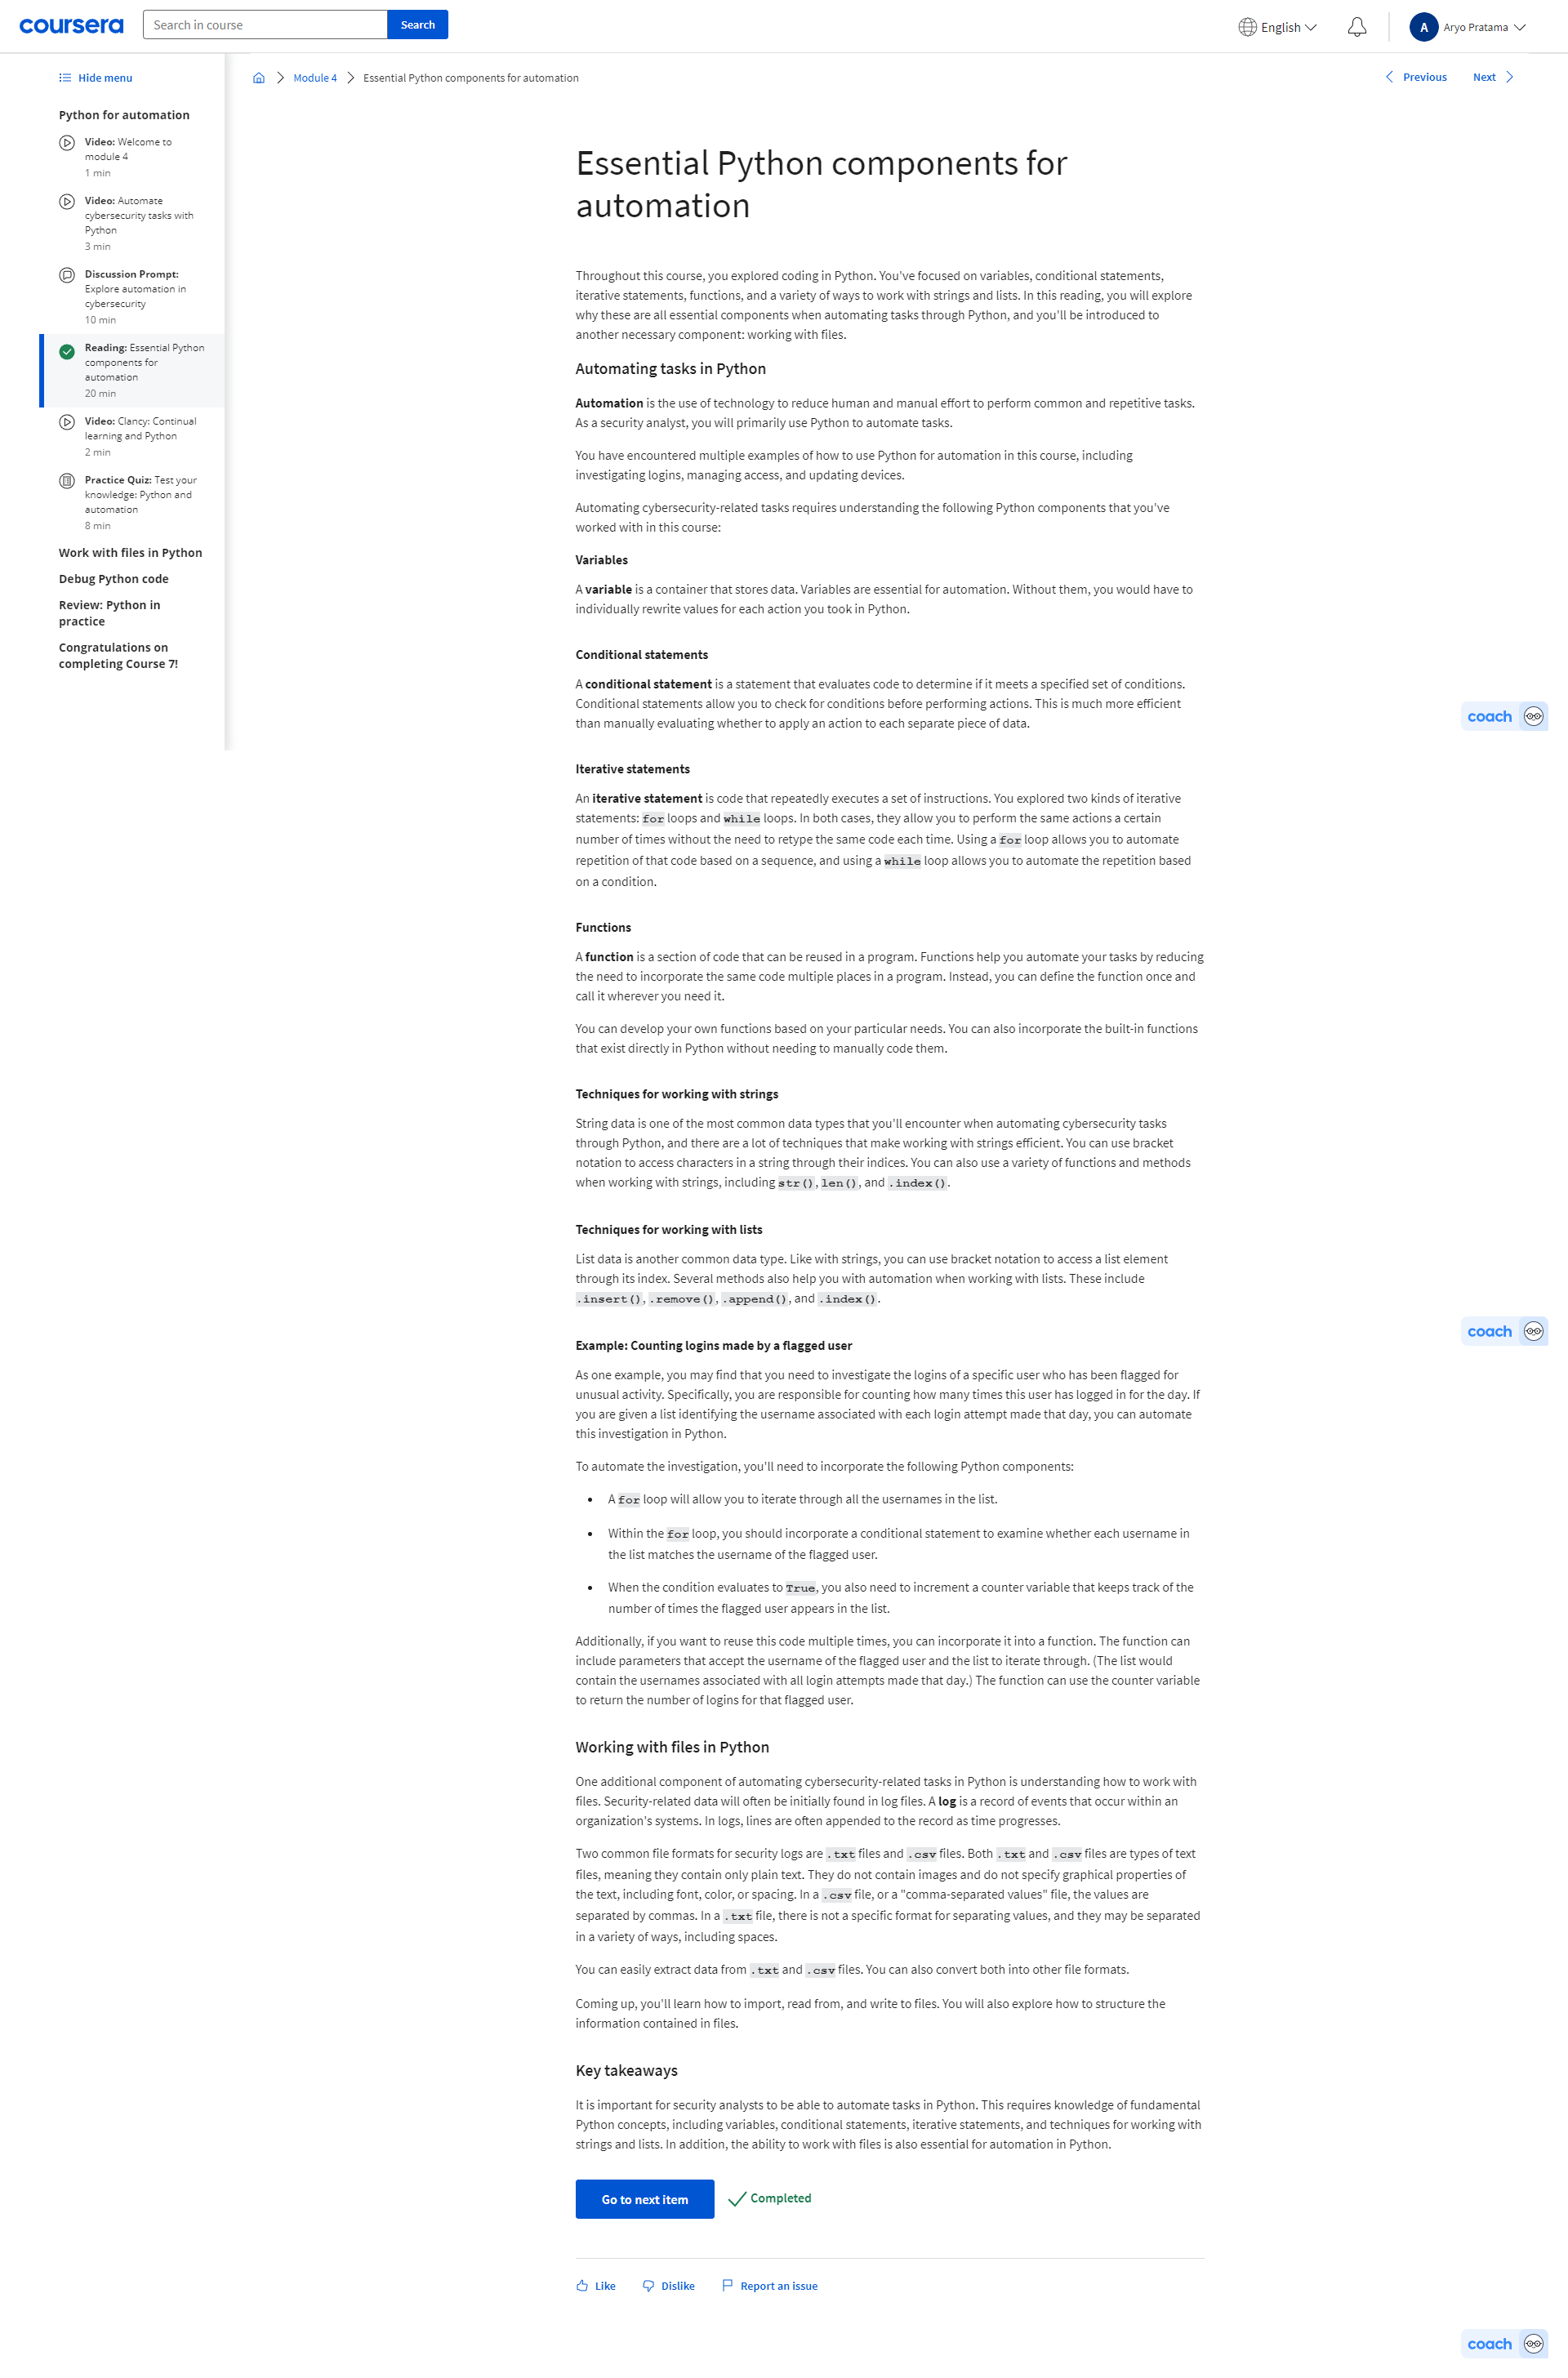 coursera
Search in course
Search
English
A
Aryo Pratama
Hide menu
Python for automation
Video: Welcome to
module 4
1 min
Video: Automate
cybersecurity tasks with
Python
3 min
Discussion Prompt:
Explore automation in
cybersecurity
10 min
Reading: Essential Python
components for
automation
20 min
Video: Clancy: Continual
learning and Python
2 min
Practice Quiz: Test your
knowledge: Python and
automation
8 min
Work with files in Python
Debug Python code
Review: Python in
practice
Congratulations on
completing Course 7!
Module 4
Essential Python components for automation
Previous
Next
Essential Python components for
automation
Throughout this course, you explored coding in Python. You've focused on variables, conditional statements,
iterative statements, functions, and a variety of ways to work with strings and lists. In this reading, you will explore
why these are all essential components when automating tasks through Python, and you'll be introduced to
another necessary component: working with files.
Automating tasks in Python
Automation is the use of technology to reduce human and manual effort to perform common and repetitive tasks.
As a security analyst, you will primarily use Python to automate tasks.
You have encountered multiple examples of how to use Python for automation in this course, including
investigating logins, managing access, and updating devices.
Automating cybersecurity-related tasks requires understanding the following Python components that you've
worked with in this course:
Variables
A variable is a container that stores data. Variables are essential for automation. Without them, you would have to
individually rewrite values for each action you took in Python.
Conditional statements
A conditional statement is a statement that evaluates code to determine if it meets a specified set of conditions.
Conditional statements allow you to check for conditions before performing actions. This is much more efficient
than manually evaluating whether to apply an action to each separate piece of data.
coach
Iterative statements
An iterative statement is code that repeatedly executes a set of instructions. You explored two kinds of iterative
statements: for loops and while loops. In both cases, they allow you to perform the same actions a certain
number of times without the need to retype the same code each time. Using a for loop allows you to automate
repetition of that code based on a sequence, and using a while loop allows you to automate the repetition based
on a condition.
Functions
A function is a section of code that can be reused in a program. Functions help you automate your tasks by reducing
the need to incorporate the same code multiple places in a program. Instead, you can define the function once and
call it wherever you need it.
You can develop your own functions based on your particular needs. You can also incorporate the built-in functions
that exist directly in Python without needing to manually code them.
Techniques for working with strings
String data is one of the most common data types that you'll encounter when automating cybersecurity tasks
through Python, and there are a lot of techniques that make working with strings efficient. You can use bracket
notation to access characters in a string through their indices. You can also use a variety of functions and methods
when working with strings, including str(), len(), and .index().
Techniques for working with lists
List data is another common data type. Like with strings, you can use bracket notation to access a list element
through its index. Several methods also help you with automation when working with lists. These include
.insert(), .remove(), .append(), and .index().
coach
Example: Counting logins made by a flagged user
As one example, you may find that you need to investigate the logins of a specific user who has been flagged for
unusual activity. Specifically, you are responsible for counting how many times this user has logged in for the day. If
you are given a list identifying the username associated with each login attempt made that day, you can automate
this investigation in Python.
To automate the investigation, you'll need to incorporate the following Python components:
• A for loop will allow you to iterate through all the usernames in the list.
• Within the for loop, you should incorporate a conditional statement to examine whether each username in
the list matches the username of the flagged user.
• When the condition evaluates to True, you also need to increment a counter variable that keeps track of the
number of times the flagged user appears in the list.
Additionally, if you want to reuse this code multiple times, you can incorporate it into a function. The function can
include parameters that accept the username of the flagged user and the list to iterate through. (The list would
contain the usernames associated with all login attempts made that day.) The function can use the counter variable
to return the number of logins for that flagged user.
Working with files in Python
One additional component of automating cybersecurity-related tasks in Python is understanding how to work with
files. Security-related data will often be initially found in log files. A log is a record of events that occur within an
organization's systems. In logs, lines are often appended to the record as time progresses.
Two common file formats for security logs are .txt files and .csv files. Both .txt and .csv files are types of text
files, meaning they contain only plain text. They do not contain images and do not specify graphical properties of
the text, including font, color, or spacing. In a .csv file, or a "comma-separated values" file, the values are
separated by commas. In a .txt file, there is not a specific format for separating values, and they may be separated
in a variety of ways, including spaces.
You can easily extract data from .txt and .csv files. You can also convert both into other file formats.
Coming up, you'll learn how to import, read from, and write to files. You will also explore how to structure the
information contained in files.
Key takeaways
It is important for security analysts to be able to automate tasks in Python. This requires knowledge of fundamental
Python concepts, including variables, conditional statements, iterative statements, and techniques for working with
strings and lists. In addition, the ability to work with files is also essential for automation in Python.
Go to next item
Completed
Like
Dislike
Report an issue
coach